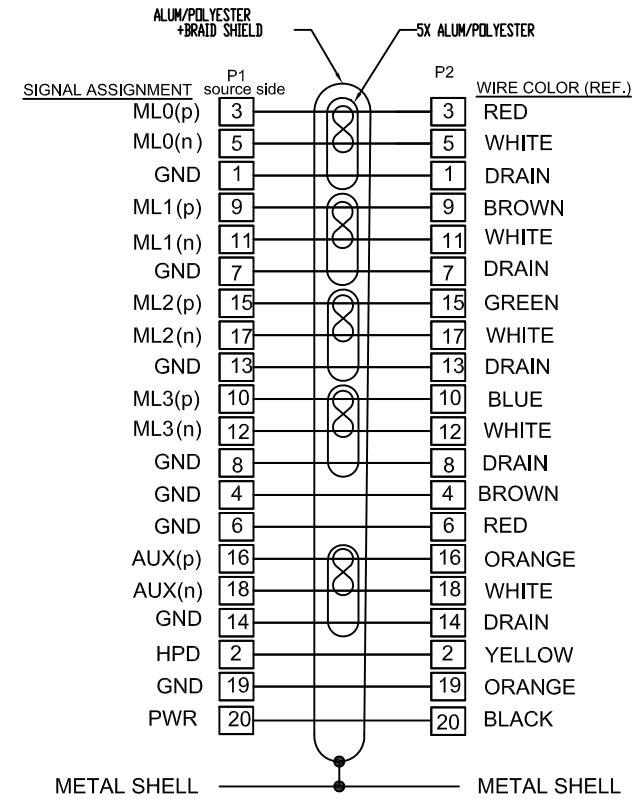 ALUM/POLYESTER
+BRAID SHIELD
5X ALUM/POLYESTER
SIGNAL ASSIGNMENT P1 source side P2 WIRE COLOR (REF.)
ML0(p) 3 3 RED
ML0(n) 5 5 WHITE
GND 1 1 DRAIN
ML1(p) 9 9 BROWN
ML1(n) 11 11 WHITE
GND 7 7 DRAIN
ML2(p) 15 15 GREEN
ML2(n) 17 17 WHITE
GND 13 13 DRAIN
ML3(p) 10 10 BLUE
ML3(n) 12 12 WHITE
GND 8 8 DRAIN
GND 4 4 BROWN
GND 6 6 RED
AUX(p) 16 16 ORANGE
AUX(n) 18 18 WHITE
GND 14 14 DRAIN
HPD 2 2 YELLOW
GND 19 19 ORANGE
PWR 20 20 BLACK
METAL SHELL METAL SHELL